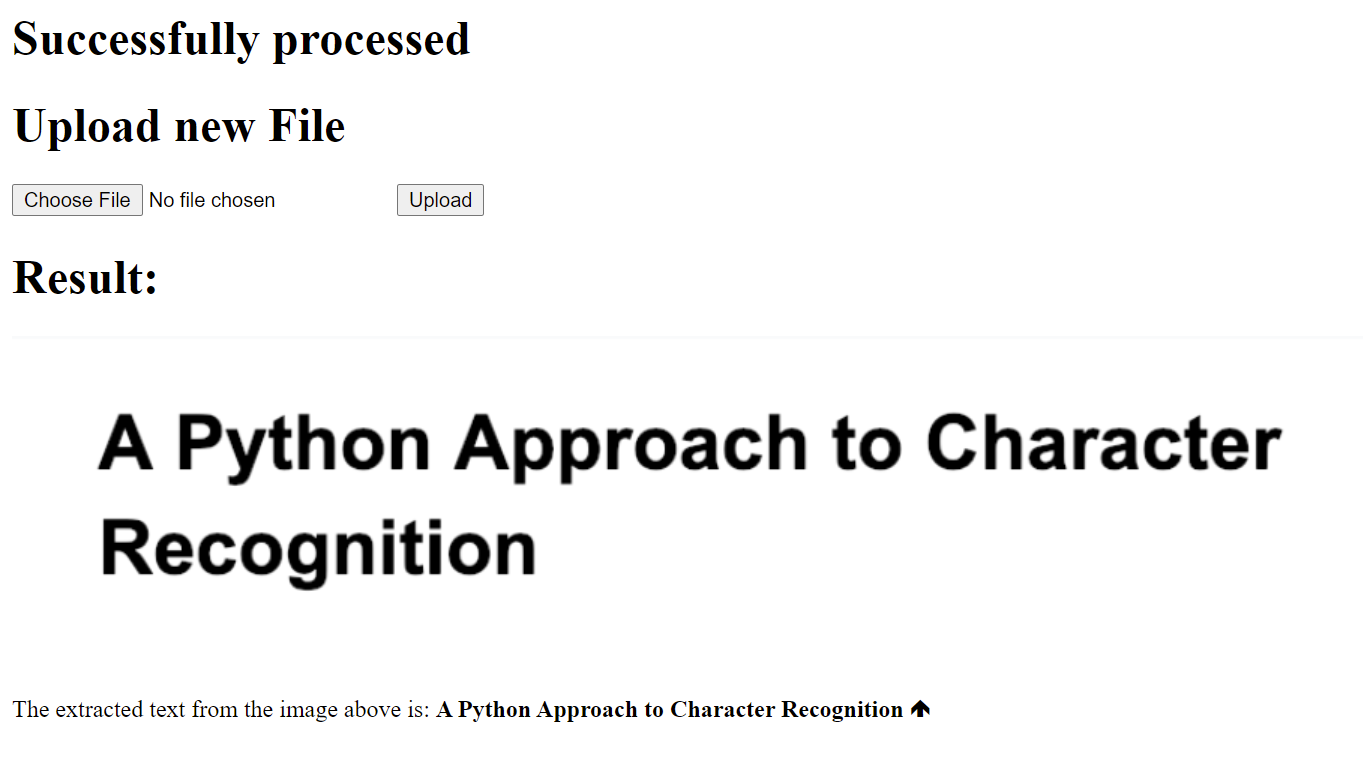 Successfully processed
Upload new File
Choose File No file chosen Upload
Result:
A Python Approach to Character
Recognition
The extracted text from the image above is: A Python Approach to Character Recognition 🡅